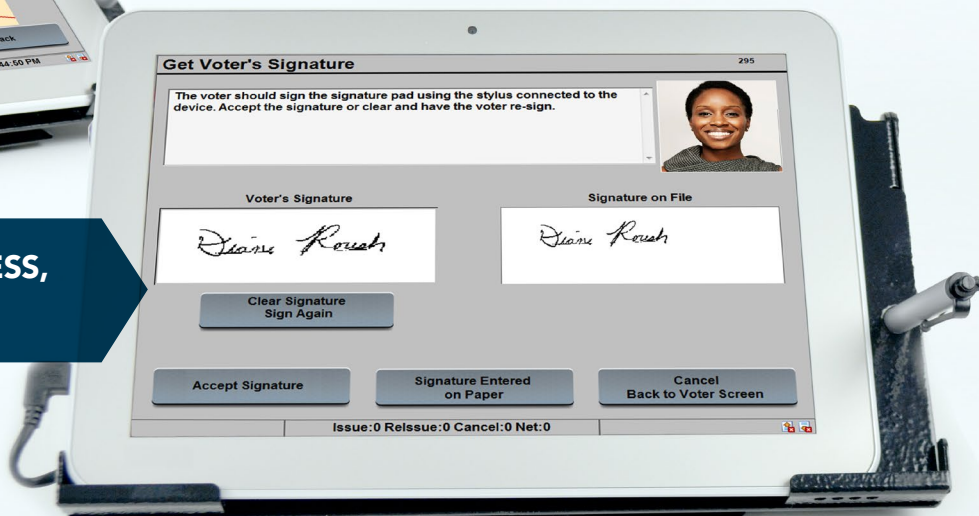 ack
44:50 PM
Get Voter's Signature
295
The voter should sign the signature pad using the stylus connected to the
device. Accept the signature or clear and have the voter re-sign.
Voter's Signature
Signature on File
Diane Roush
Diane Roush
ESS,
Clear Signature
Sign Again
Accept Signature
Signature Entered
on Paper
Cancel
Back to Voter Screen
Issue:0 ReIssue:0 Cancel:0 Net:0